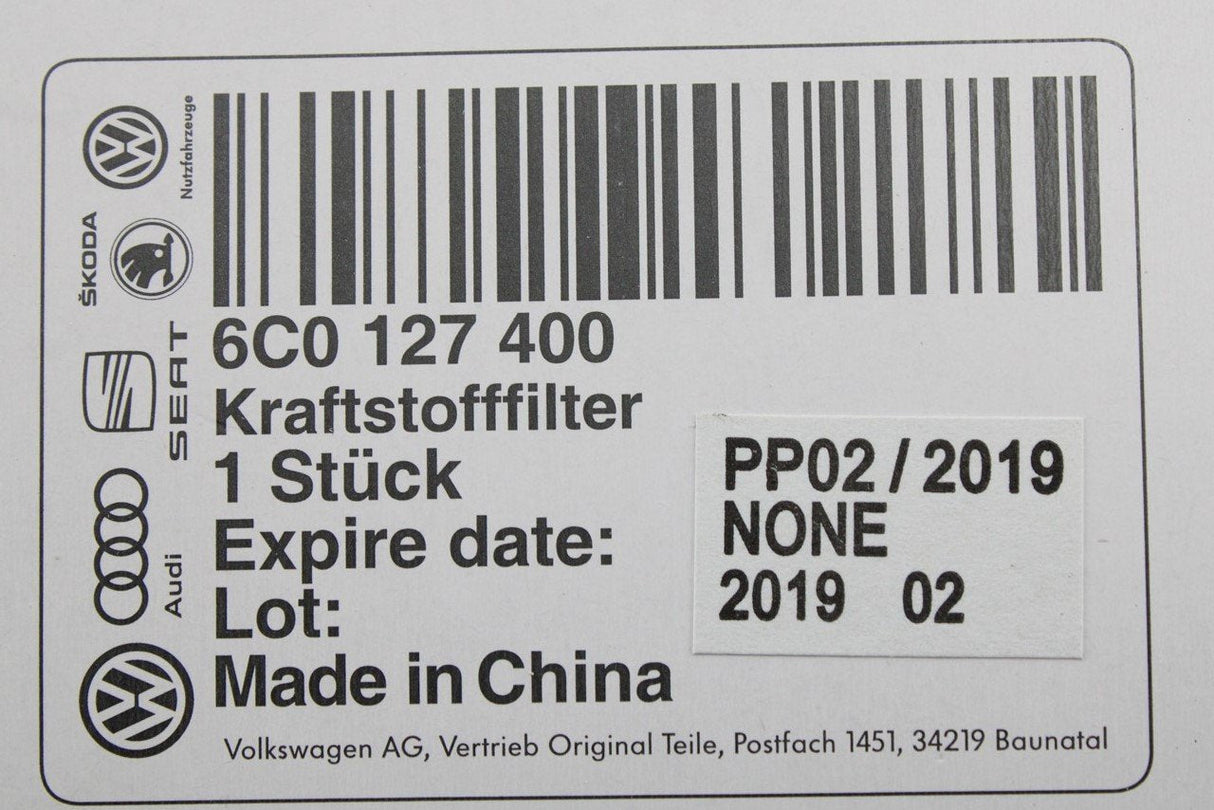 Nutzfahrzeuge
ŠKODA
SEAT
Audi
6C0 127 400
Kraftstofffilter
1 Stück
Expire date:
Lot:
Made in China
PP02 / 2019
NONE
2019 02
Volkswagen AG, Vertrieb Original Teile, Postfach 1451, 34219 Baunatal